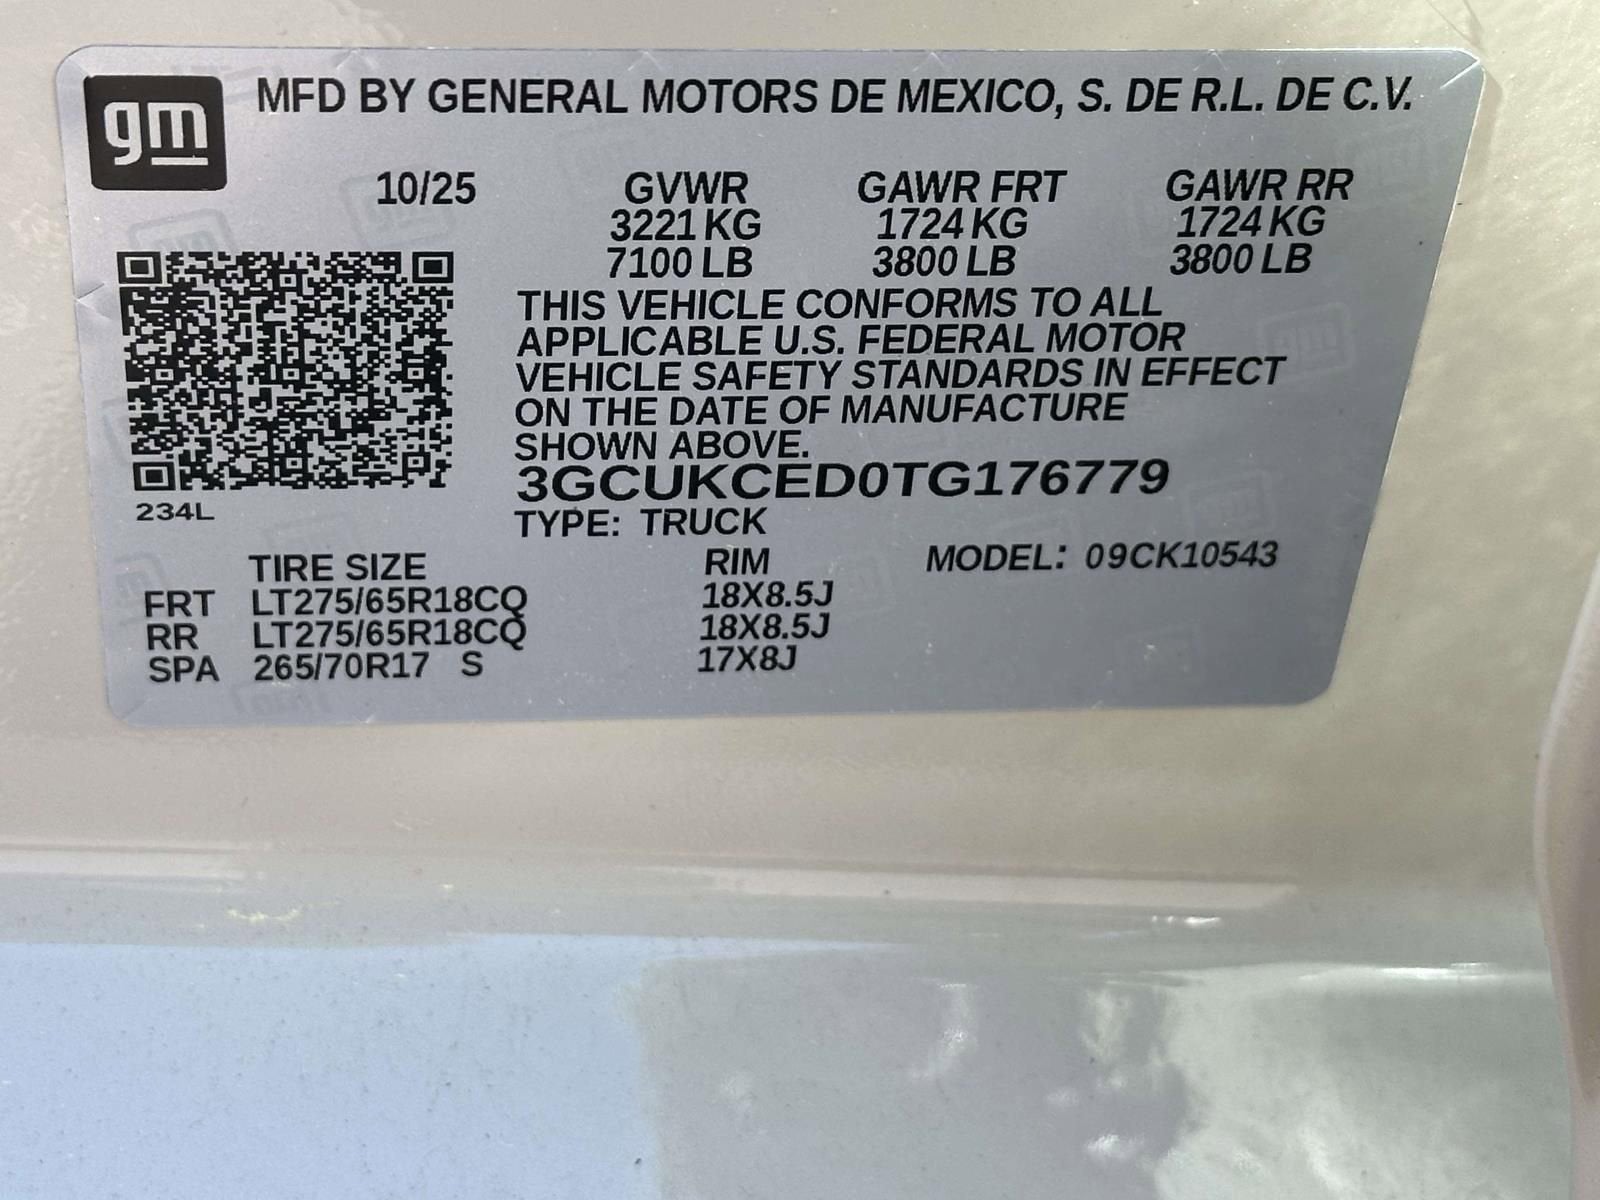 gm
MFD BY GENERAL MOTORS DE MEXICO, S. DE R.L. DE C.V.
10/25 GVWR GAWR FRT GAWR RR
3221 KG 1724 KG 1724 KG
7100 LB 3800 LB 3800 LB
THIS VEHICLE CONFORMS TO ALL
APPLICABLE U.S. FEDERAL MOTOR
VEHICLE SAFETY STANDARDS IN EFFECT
ON THE DATE OF MANUFACTURE
SHOWN ABOVE.
3GCUKCED0TG176779
234L
TYPE: TRUCK
TIRE SIZE RIM MODEL: 09CK10543
FRT LT275/65R18CQ 18X8.5J
RR LT275/65R18CQ 18X8.5J
SPA 265/70R17 S 17X8J